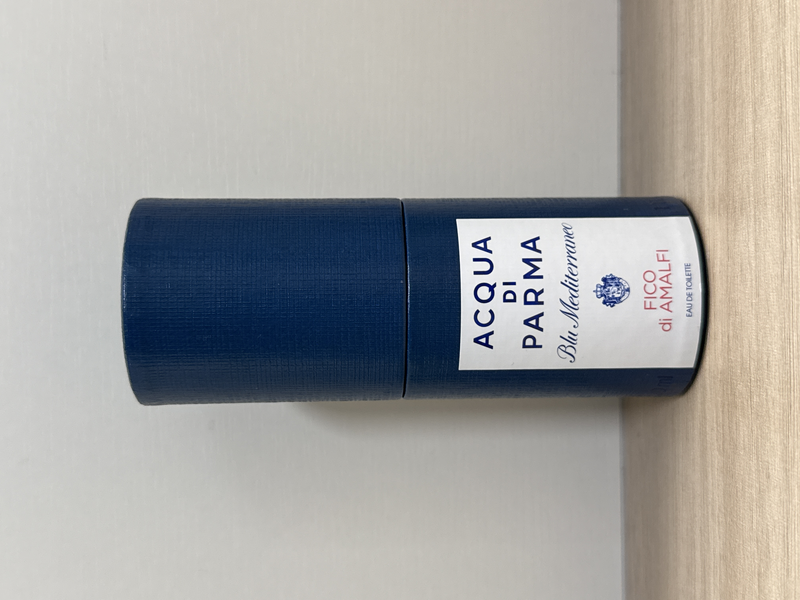 ACQUA
DI
PARMA
Blu Mediterraneo
FICO
di AMALFI
EAU DE TOILETTE